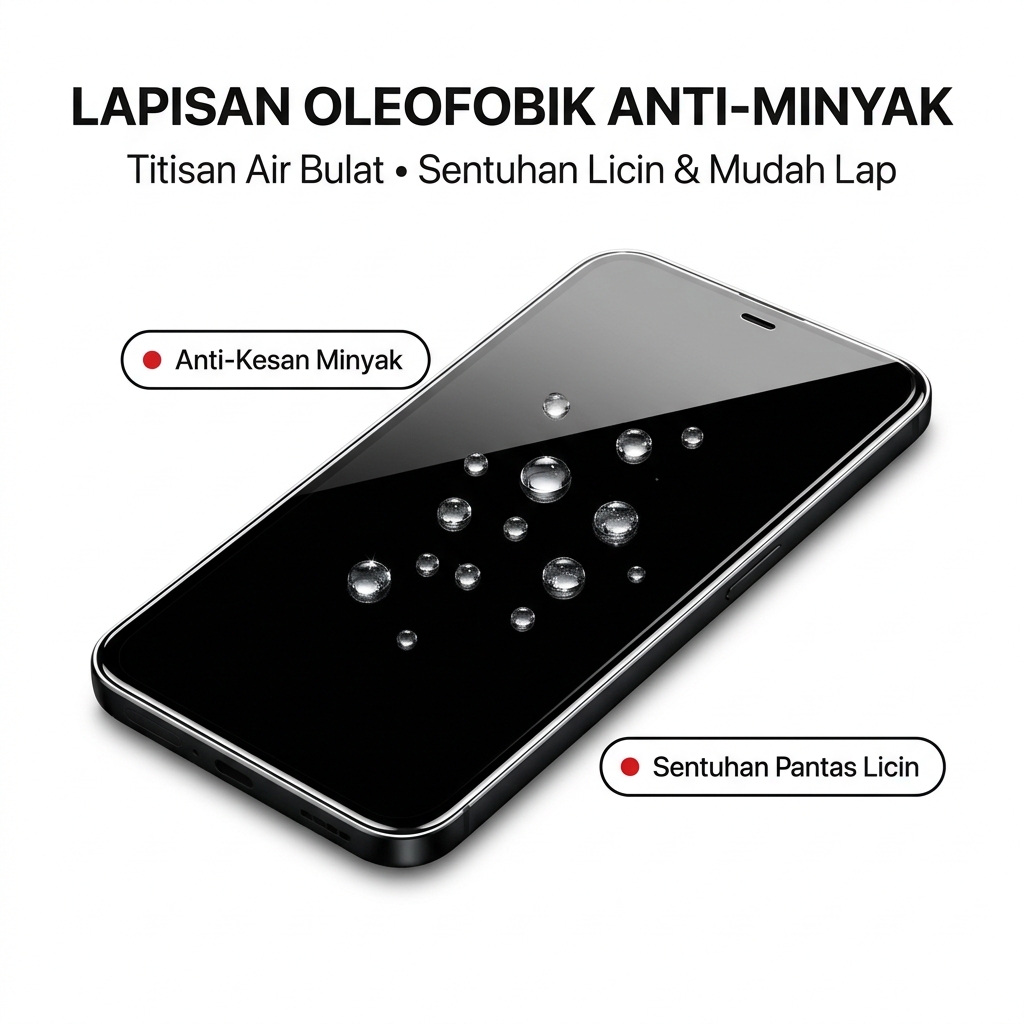 LAPISAN OLEOFOBIK ANTI-MINYAK
Titisan Air Bulat • Sentuhan Licin & Mudah Lap
Anti-Kesan Minyak
Sentuhan Pantas Licin